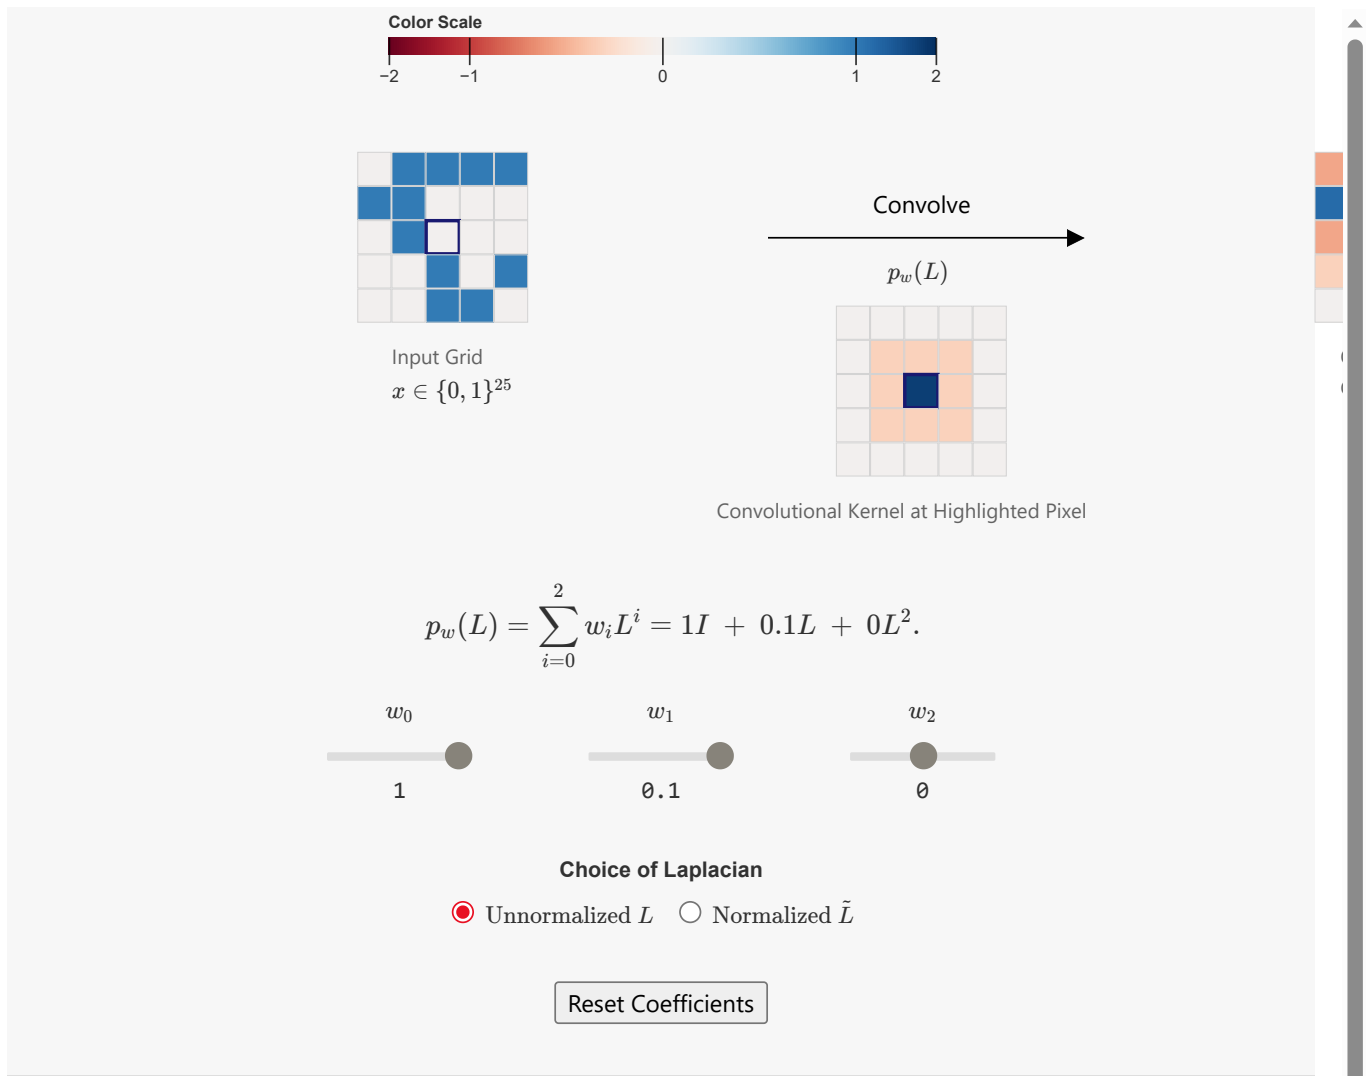 Color Scale
−2 −1 0 1 2
Convolve
p_w(L)
Input Grid
x ∈ {0, 1}^25
Convolutional Kernel at Highlighted Pixel
p_w(L) = ∑_{i=0}^{2} w_i L^i = 1I + 0.1L + 0L^2.
w_0 w_1 w_2
1 0.1 0
Choice of Laplacian
Unnormalized L Normalized L̃
Reset Coefficients